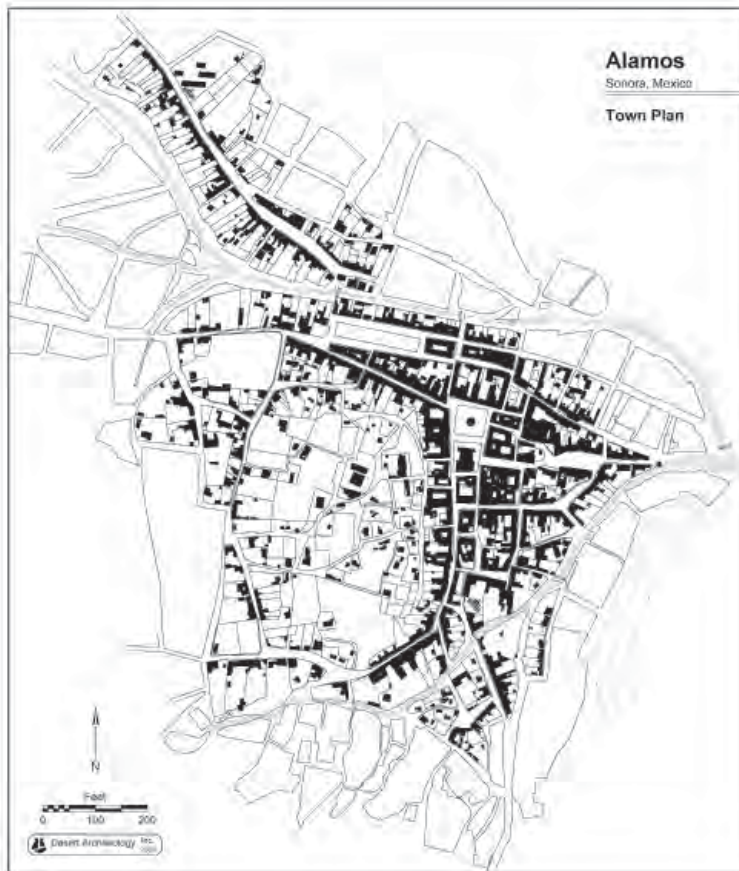 Alamos
Sonora, Mexico
Town Plan
N
Feet
0 100 200
Desert Archaeology Inc.